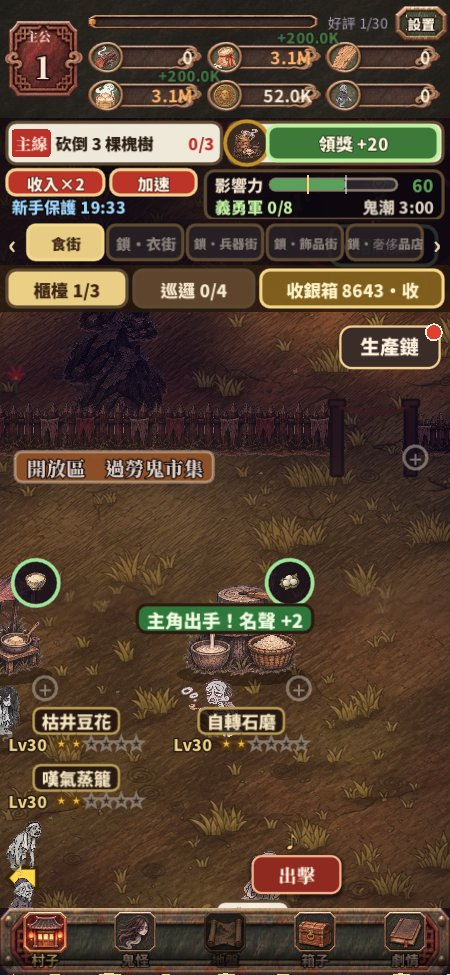 主公
1
好評 1/30
設置
+200.0K
0
3.1M
0
+200.0K
3.1M
52.0K
0
主線 砍倒 3 棵槐樹 0/3
領獎 +20
收入×2
加速
新手保護 19:33
影響力 60
義勇軍 0/8
鬼潮 3:00
‹
食街
鎖・衣街
鎖・兵器街
鎖・飾品街
鎖・奢侈品店
›
櫃檯 1/3
巡邏 0/4
收銀箱 8643・收
生產鏈
開放區 過勞鬼市集
主角出手！名聲 +2
枯井豆花
Lv30
自轉石磨
Lv30
嘆氣蒸籠
Lv30
出擊
村子
鬼怪
地盤
箱子
劇情